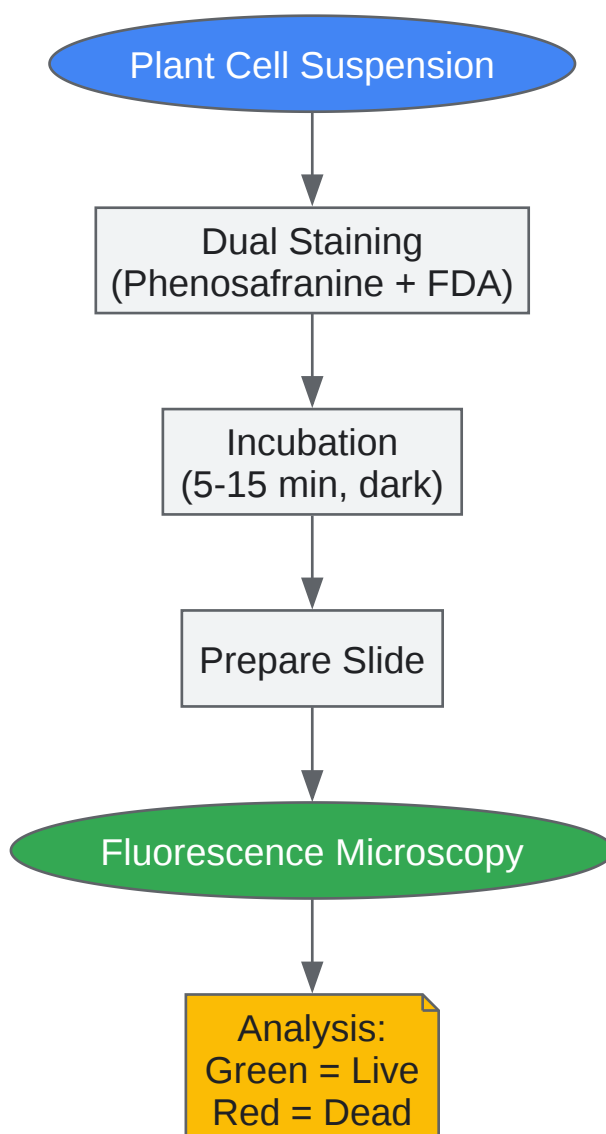 Plant Cell Suspension
Dual Staining
(Phenosafranine + FDA)
Incubation
(5-15 min, dark)
Prepare Slide
Fluorescence Microscopy
Analysis:
Green = Live
Red = Dead